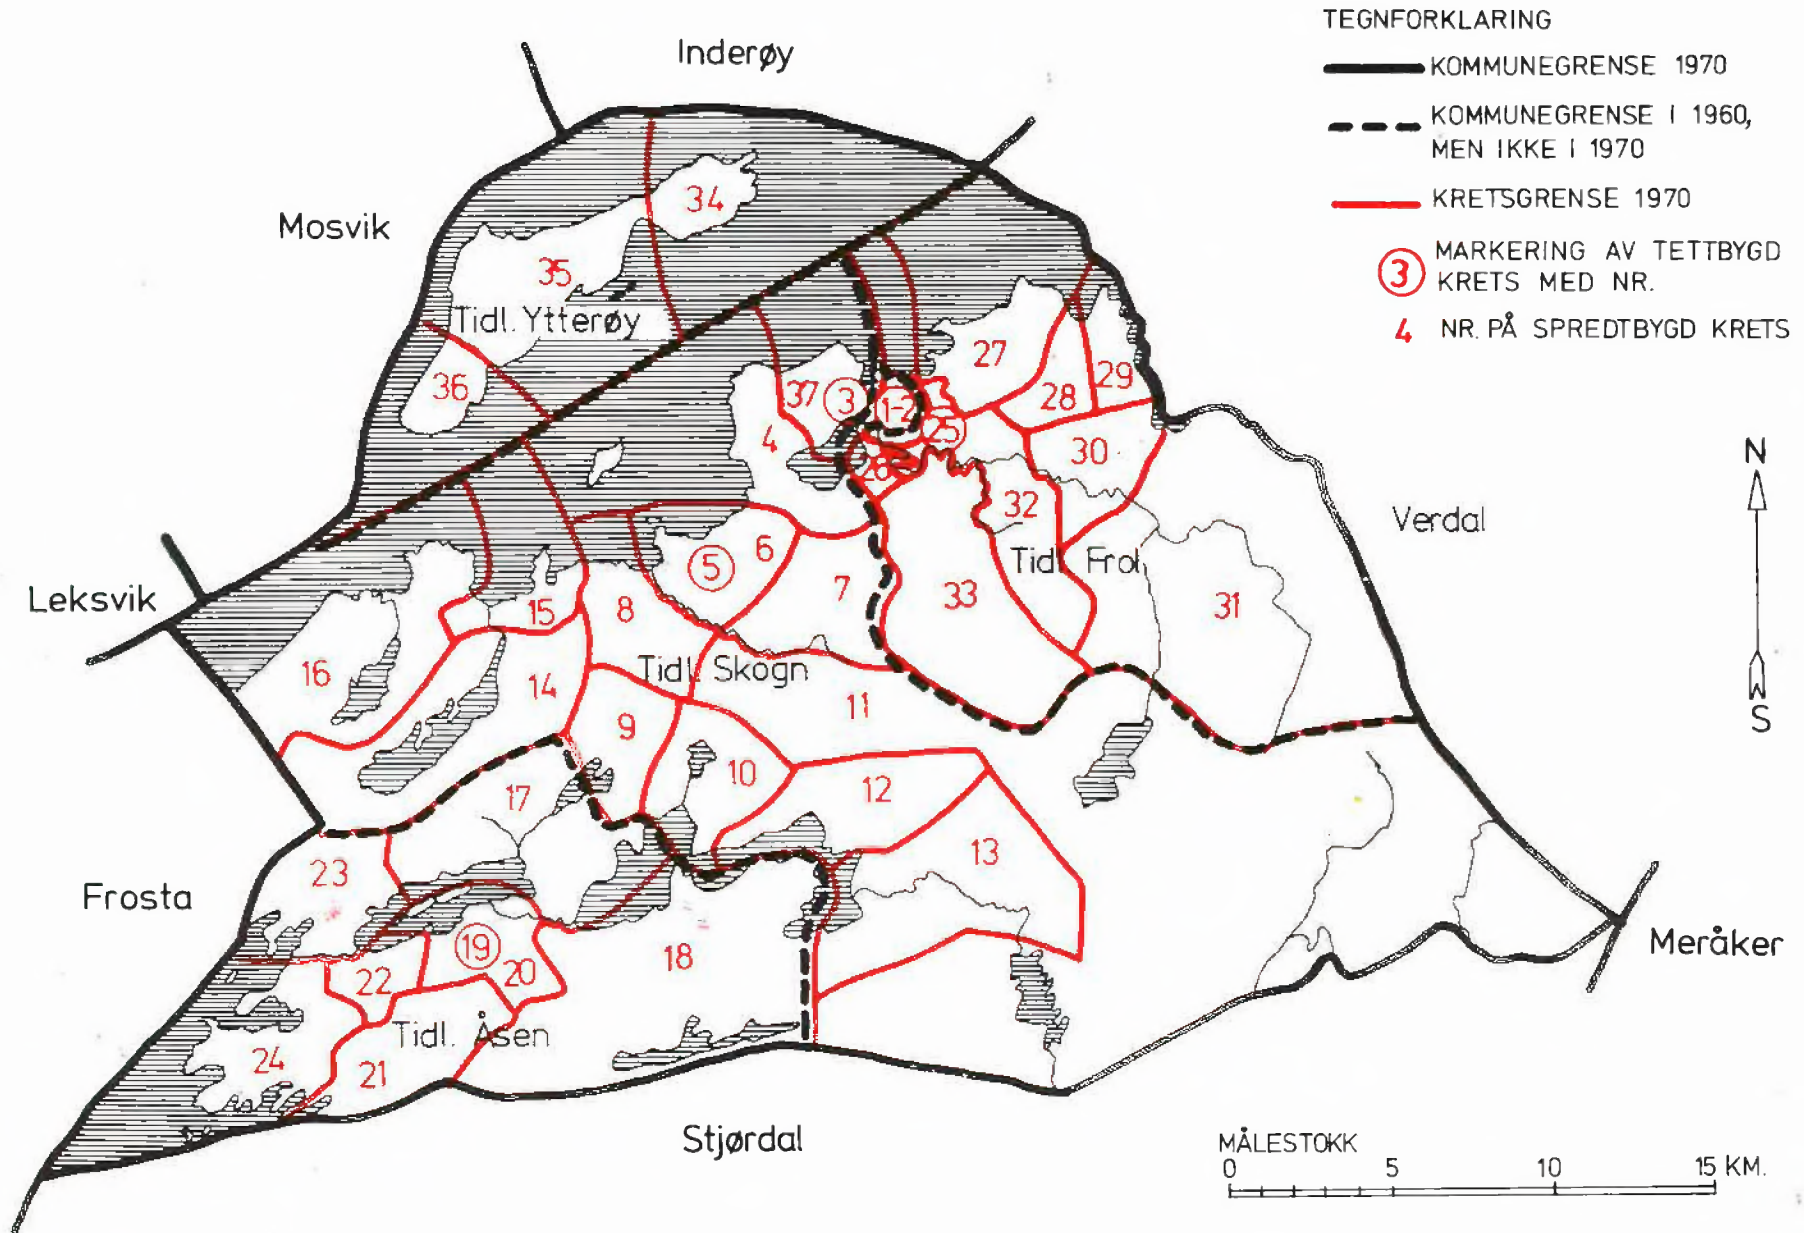 TEGNFORKLARING
KOMMUNEGRENSE 1970
KOMMUNEGRENSE I 1960,
MEN IKKE I 1970
KRETSGRENSE 1970
3 MARKERING AV TETTBYGD
KRETS MED NR.
4 NR. PÅ SPREDTBYGD KRETS
Inderøy
Mosvik
34
35
Tidl. Ytterøy
36
27
37
3
1-2
28
29
4
25
30
26
32
Verdal
N
S
5
6
7
Tidl. Frol
33
31
Leksvik
15
8
16
14
Tidl. Skogn
11
9
10
12
17
13
23
Frosta
19
18
22
20
Meråker
Tidl. Åsen
24
21
Stjørdal
MÅLESTOKK
0 5 10 15 KM.